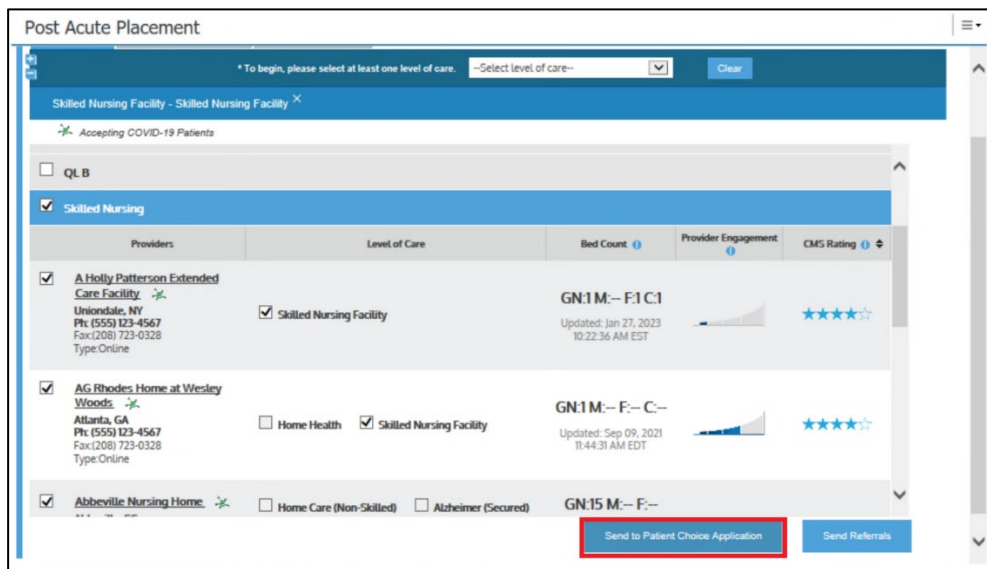 Post Acute Placement
* To begin, please select at least one level of care. --Select level of care-- Clear
Skilled Nursing Facility - Skilled Nursing Facility ×
Accepting COVID-19 Patients
QL B
Skilled Nursing
Providers Level of Care Bed Count Provider Engagement CMS Rating
A Holly Patterson Extended
Care Facility
Uniondale, NY
Ph: (555) 123-4567
Fax:(208) 723-0328
Type:Online
Skilled Nursing Facility
GN:1 M:-- F:1 C:1
Updated: Jan 27, 2023
10:22:36 AM EST
AG Rhodes Home at Wesley
Woods
Atlanta, GA
Ph: (555) 123-4567
Fax:(208) 723-0328
Type:Online
Home Health Skilled Nursing Facility
GN:1 M:-- F:-- C:--
Updated: Sep 09, 2021
11:44:31 AM EDT
Abbeville Nursing Home
Home Care (Non-Skilled) Alzheimer (Secured)
GN:15 M:-- F:--
Send to Patient Choice Application Send Referrals